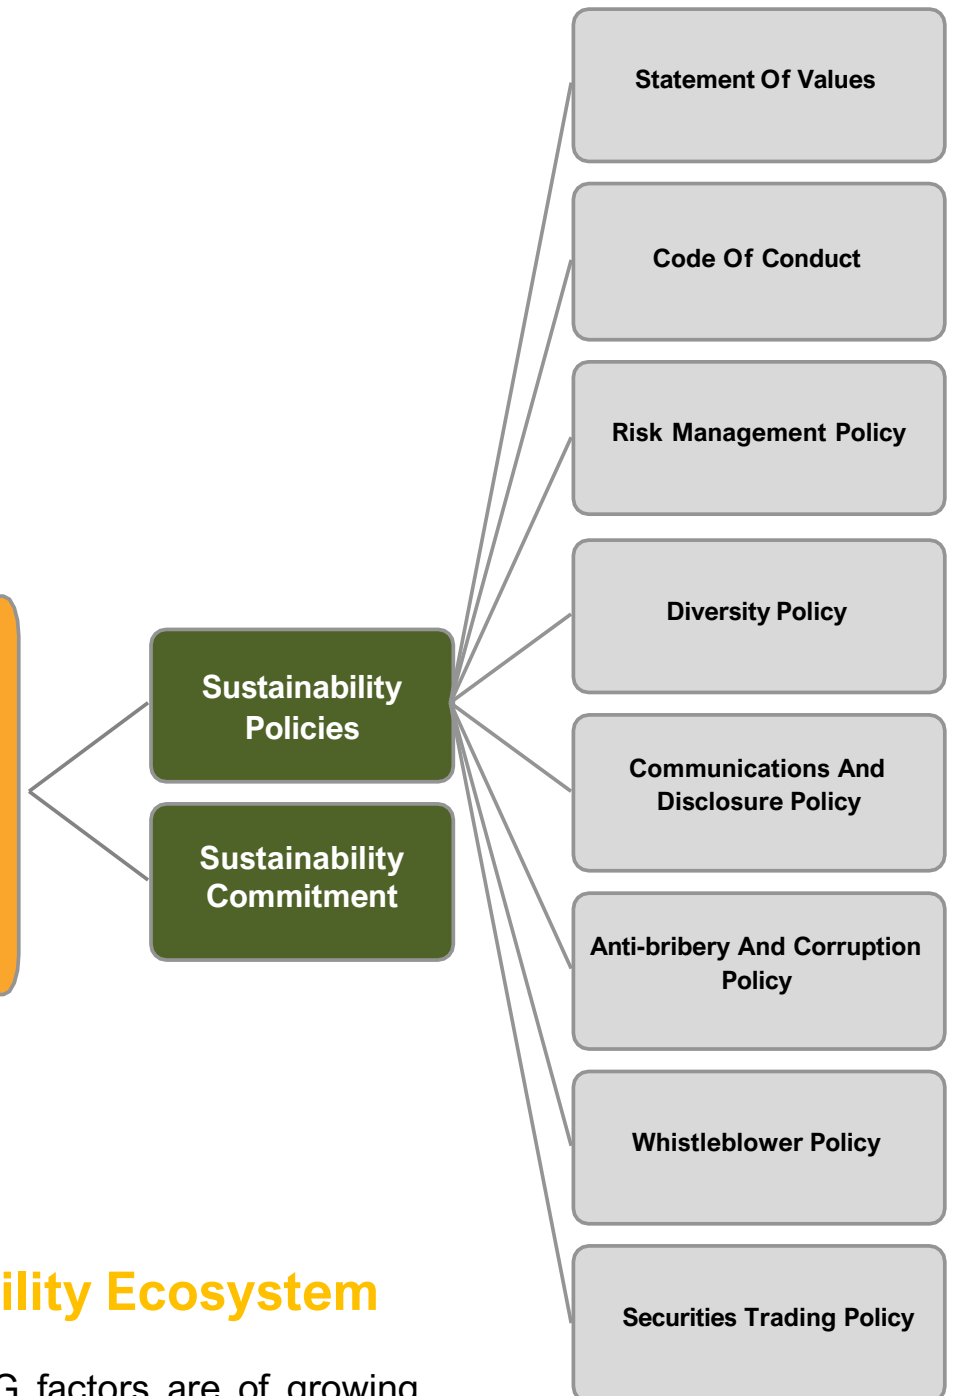 Statement Of Values
Code Of Conduct
Risk Management Policy
Diversity Policy
Sustainability
Policies
Communications And
Disclosure Policy
Sustainability
Commitment
Anti-bribery And Corruption
Policy
Whistleblower Policy
Securities Trading Policy
Ecosystem
factors are of growing